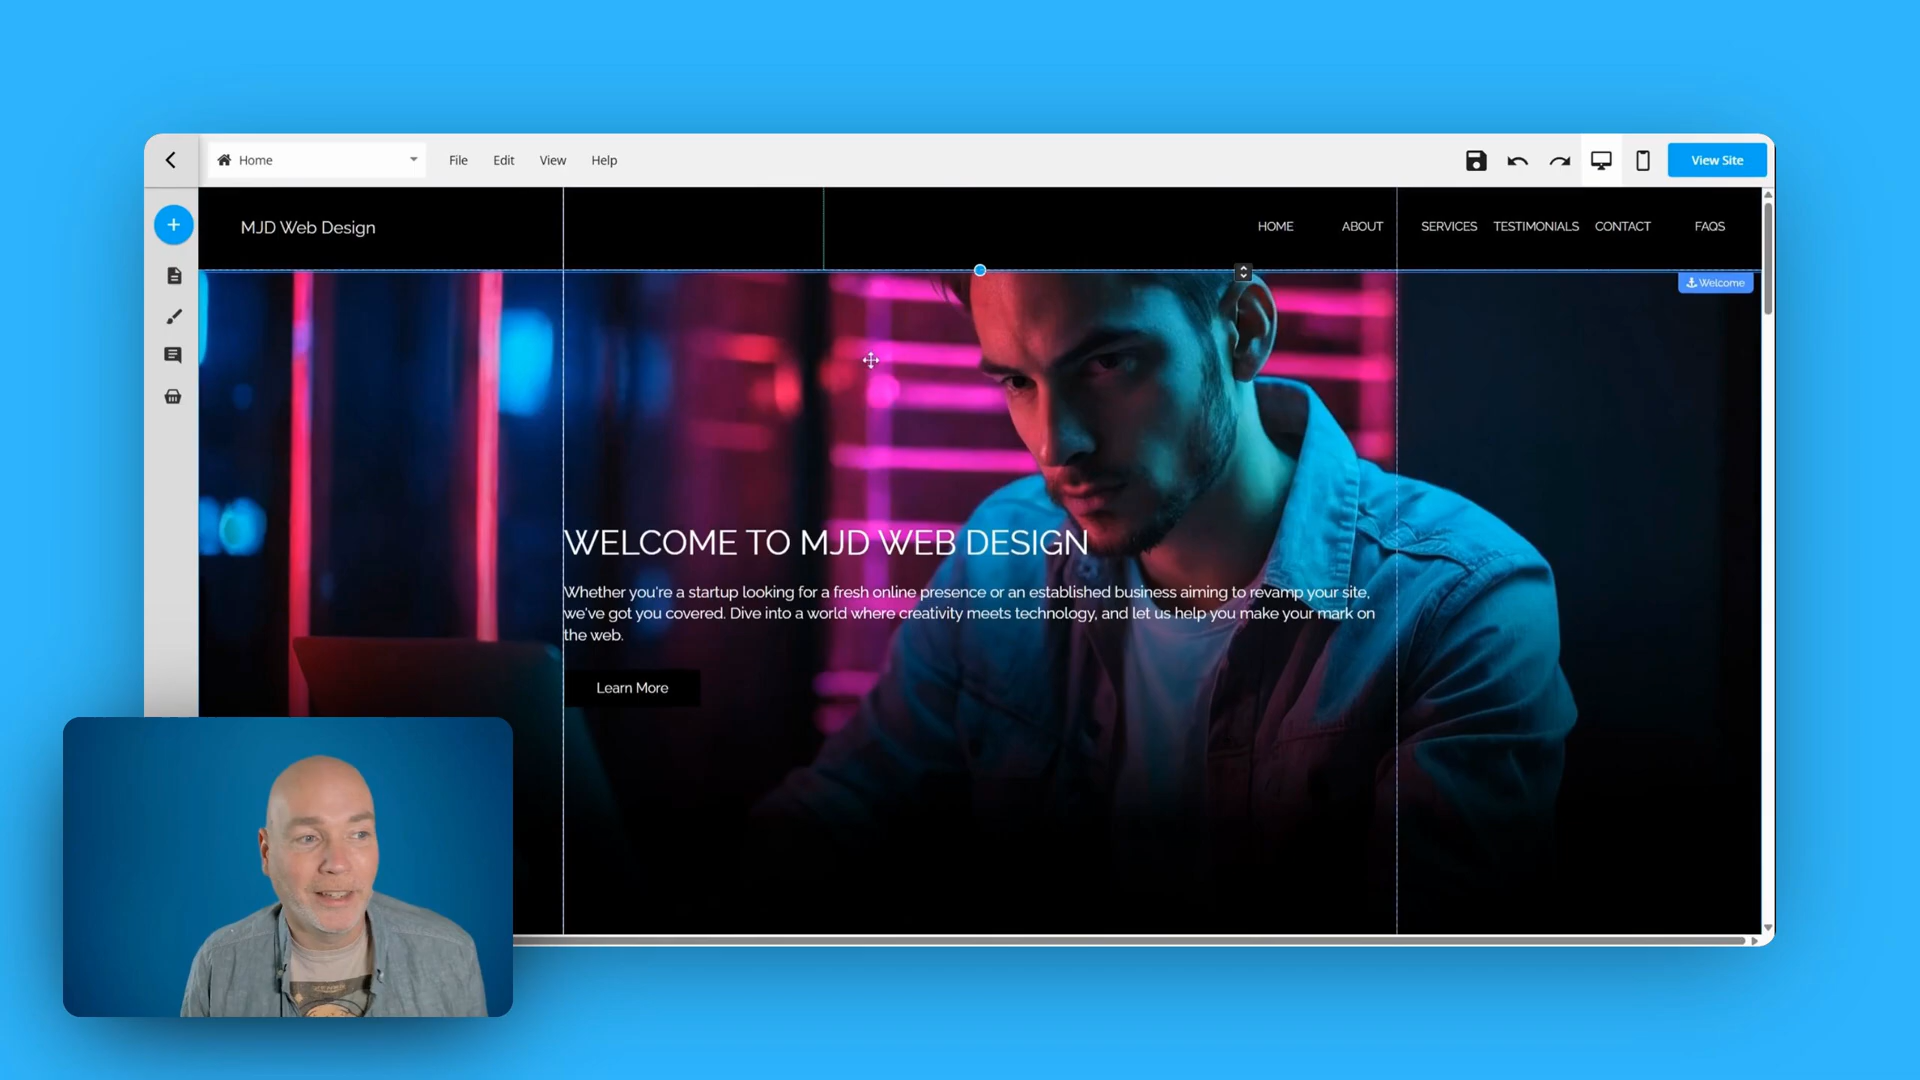 Home
File
Edit
View
Help
View Site
MJD Web Design
HOME
ABOUT
SERVICES
TESTIMONIALS
CONTACT
FAQS
Welcome
WELCOME TO MJD WEB DESIGN
Whether you're a startup looking for a fresh online presence or an established business aiming to revamp your site,
we've got you covered. Dive into a world where creativity meets technology, and let us help you make your mark on
the web.
Learn More